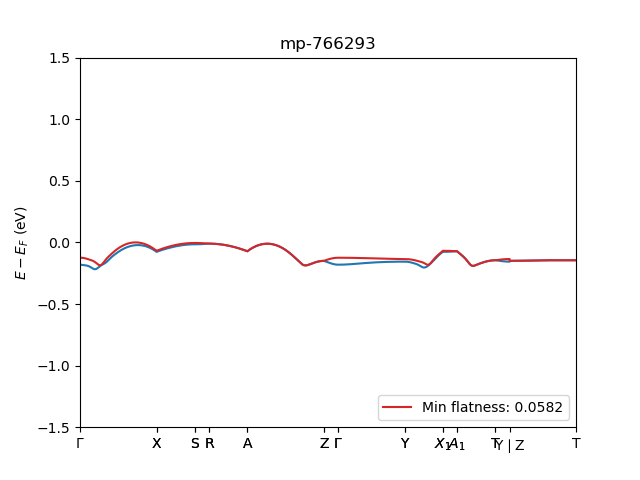 mp-766293
E − E_F (eV)
1.5
1.0
0.5
0.0
−0.5
−1.0
−1.5
Min flatness: 0.0582
Γ X S R A Z Γ Y X₁ A₁ T Y | Z T